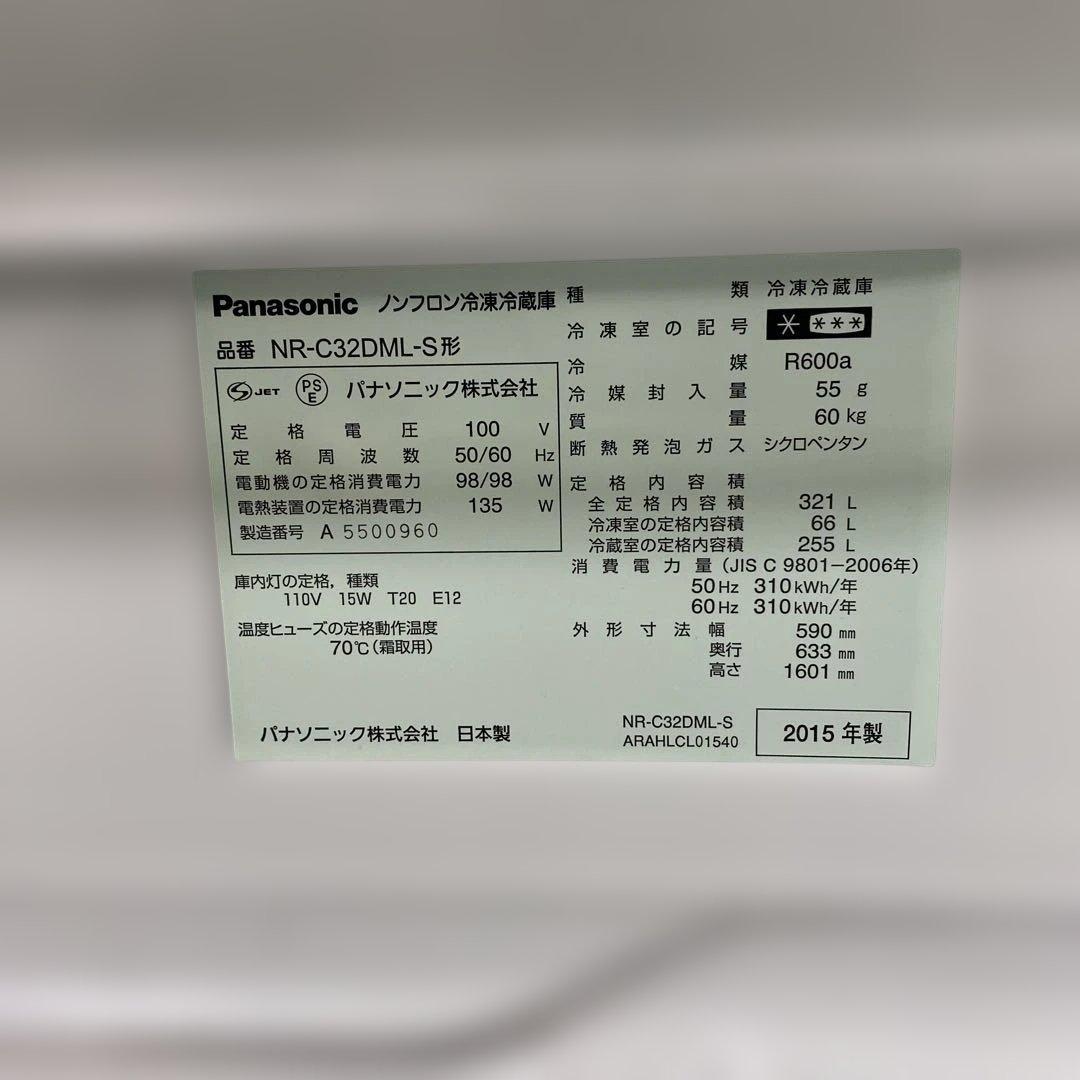 Panasonic ノンフロン冷凍冷蔵庫
品番 NR-C32DML-S形
S JET PS E パナソニック株式会社
定格電圧 100 V
定格周波数 50/60 Hz
電動機の定格消費電力 98/98 W
電熱装置の定格消費電力 135 W
製造番号 A 5500960
庫内灯の定格，種類
110V 15W T20 E12
温度ヒューズの定格動作温度
70℃（霜取用）
パナソニック株式会社 日本製
種類 冷凍冷蔵庫
冷凍室の記号 * ***
冷媒 R600a
冷媒封入量 55 g
質量 60 kg
断熱発泡ガス シクロペンタン
定格内容積
全定格内容積 321 L
冷凍室の定格内容積 66 L
冷蔵室の定格内容積 255 L
消費電力量（JIS C 9801−2006年）
50Hz 310kWh/年
60Hz 310kWh/年
外形寸法 幅 590 mm
奥行 633 mm
高さ 1601 mm
NR-C32DML-S
ARAHLCL01540
2015 年製